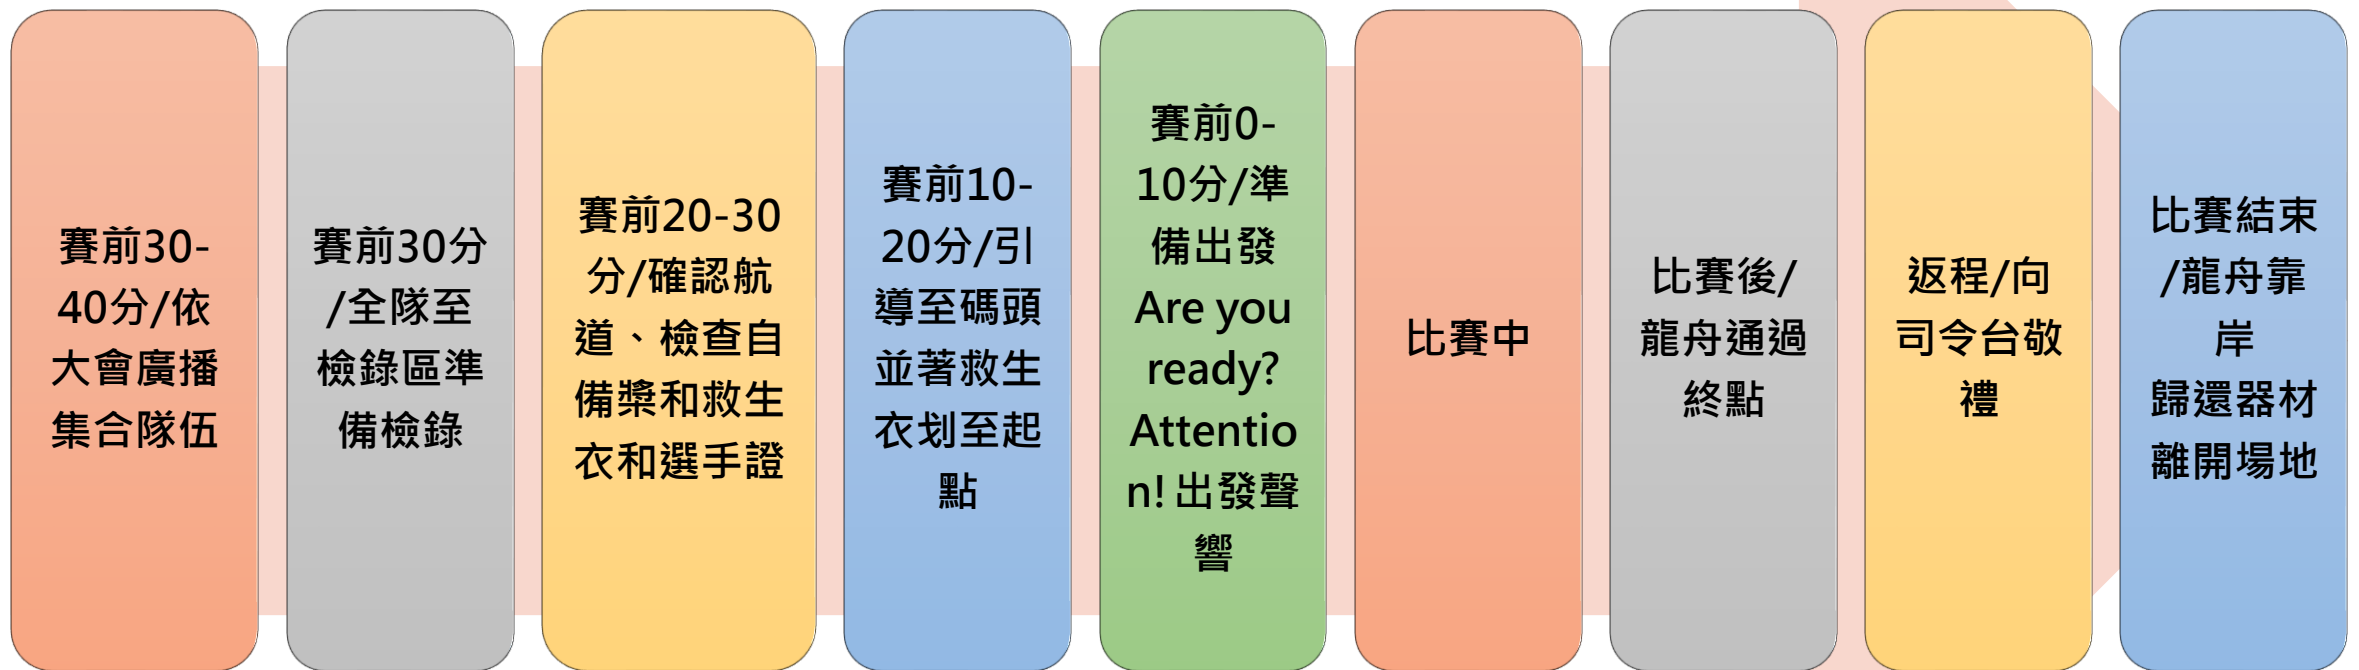 賽前30-
40分/依
大會廣播
集合隊伍
賽前30分
/全隊至
檢錄區準
備檢錄
賽前20-30
分/確認航
道、檢查自
備槳和救生
衣和選手證
賽前10-
20分/引
導至碼頭
並著救生
衣划至起
點
賽前0-
10分/準
備出發
Are you
ready?
Attentio
n! 出發聲
響
比賽中
比賽後/
龍舟通過
終點
返程/向
司令台敬
禮
比賽結束
/龍舟靠
岸
歸還器材
離開場地